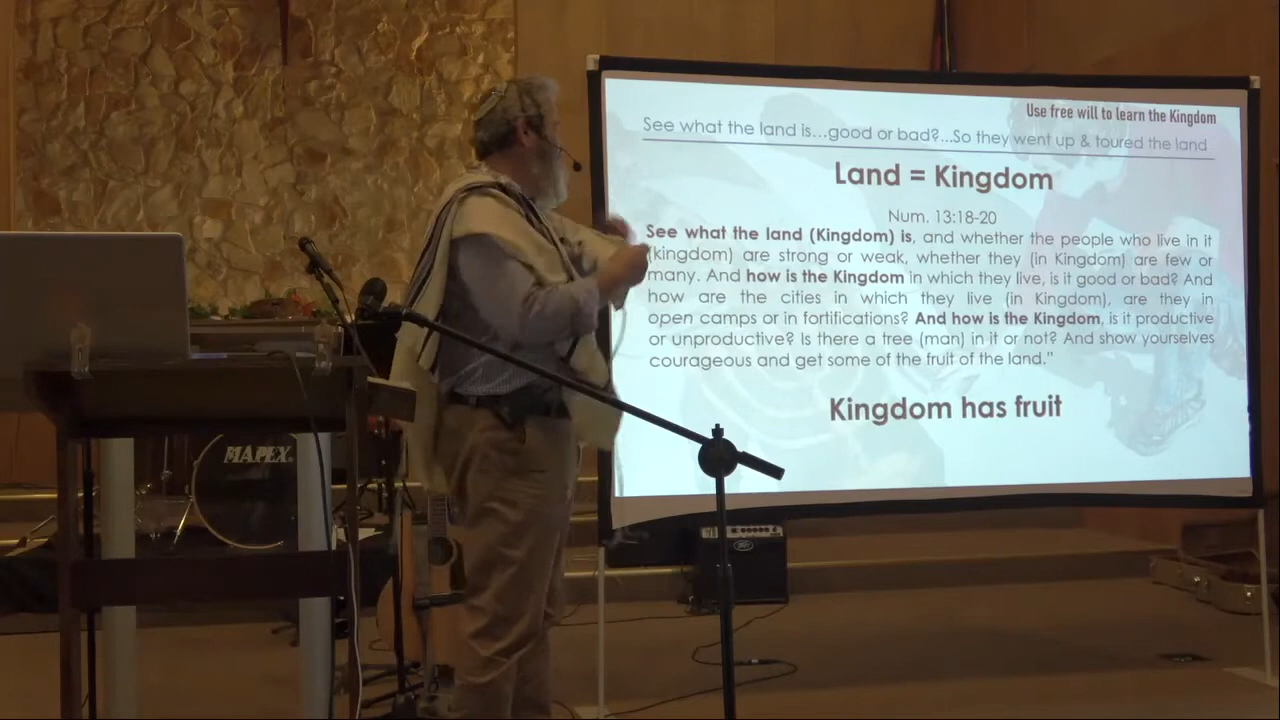 Use free will to learn the Kingdom
See what the land is...good or bad?...So they went up & toured the land
Land = Kingdom
Num. 13:18-20
See what the land (Kingdom) is, and whether the people who live in it
(kingdom) are strong or weak, whether they (in Kingdom) are few or
many. And how is the Kingdom in which they live, is it good or bad? And
how are the cities in which they live (in Kingdom), are they in
open camps or in fortifications? And how is the Kingdom, is it productive
or unproductive? Is there a tree (man) in it or not? And show yourselves
courageous and get some of the fruit of the land."
Kingdom has fruit
MAPEX